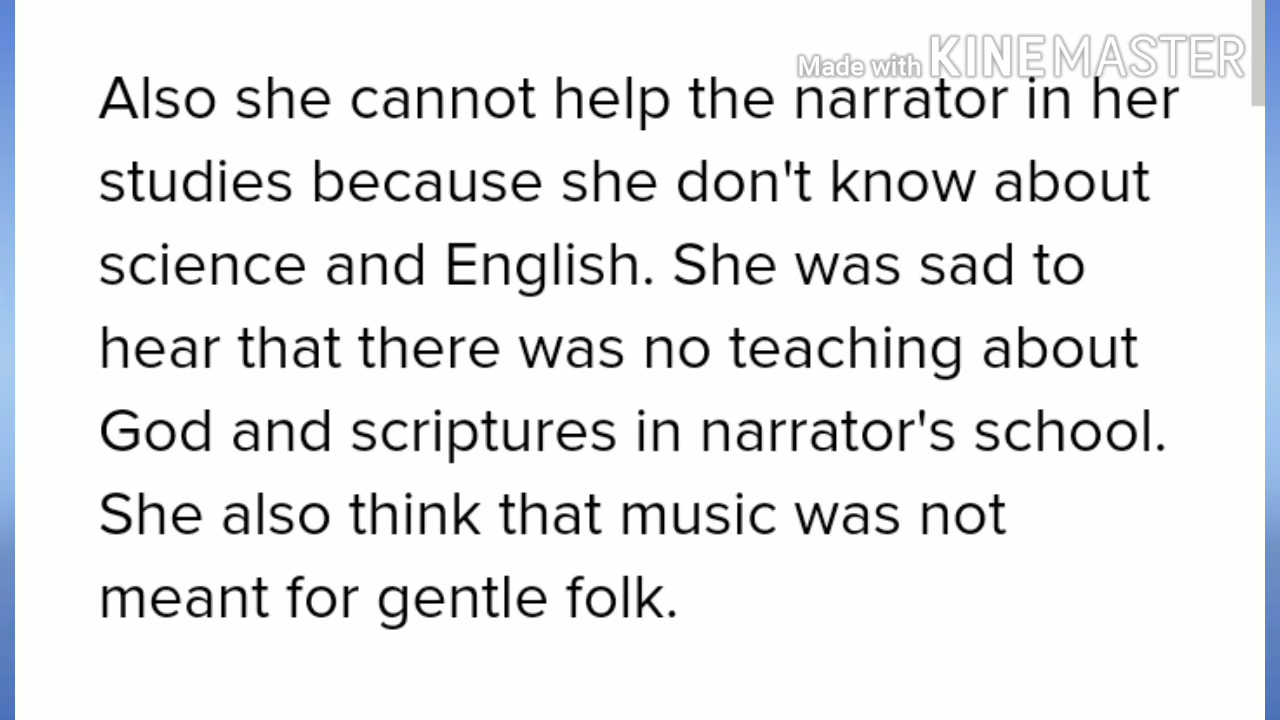 Made with KINEMASTER
Also she cannot help the narrator in her
studies because she don't know about
science and English. She was sad to
hear that there was no teaching about
God and scriptures in narrator's school.
She also think that music was not
meant for gentle folk.